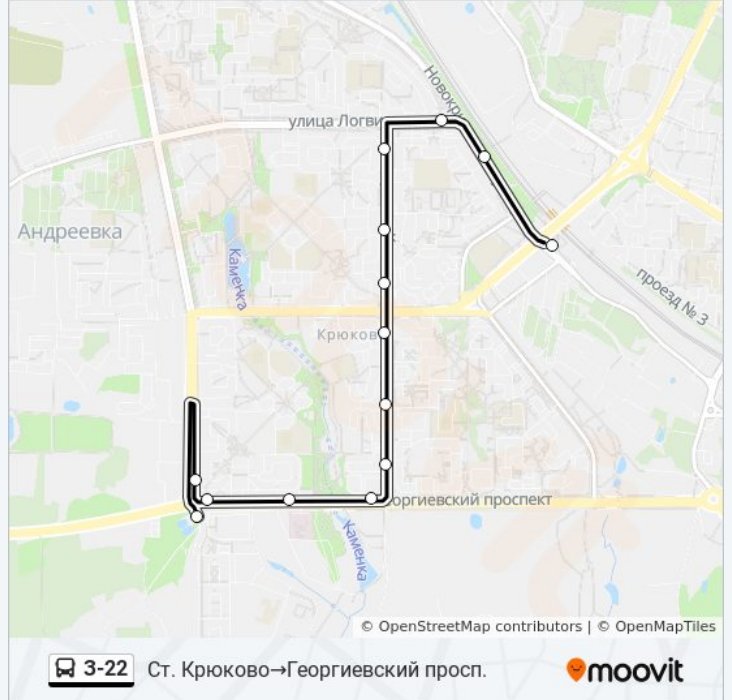 Новокр
улица Логви
Андреевка
Каменка
проезд № 3
Крюков
оргиевский проспект
Каменка
© OpenStreetMap contributors | © OpenMapTiles
З-22 Ст. Крюково→Георгиевский просп. moovit